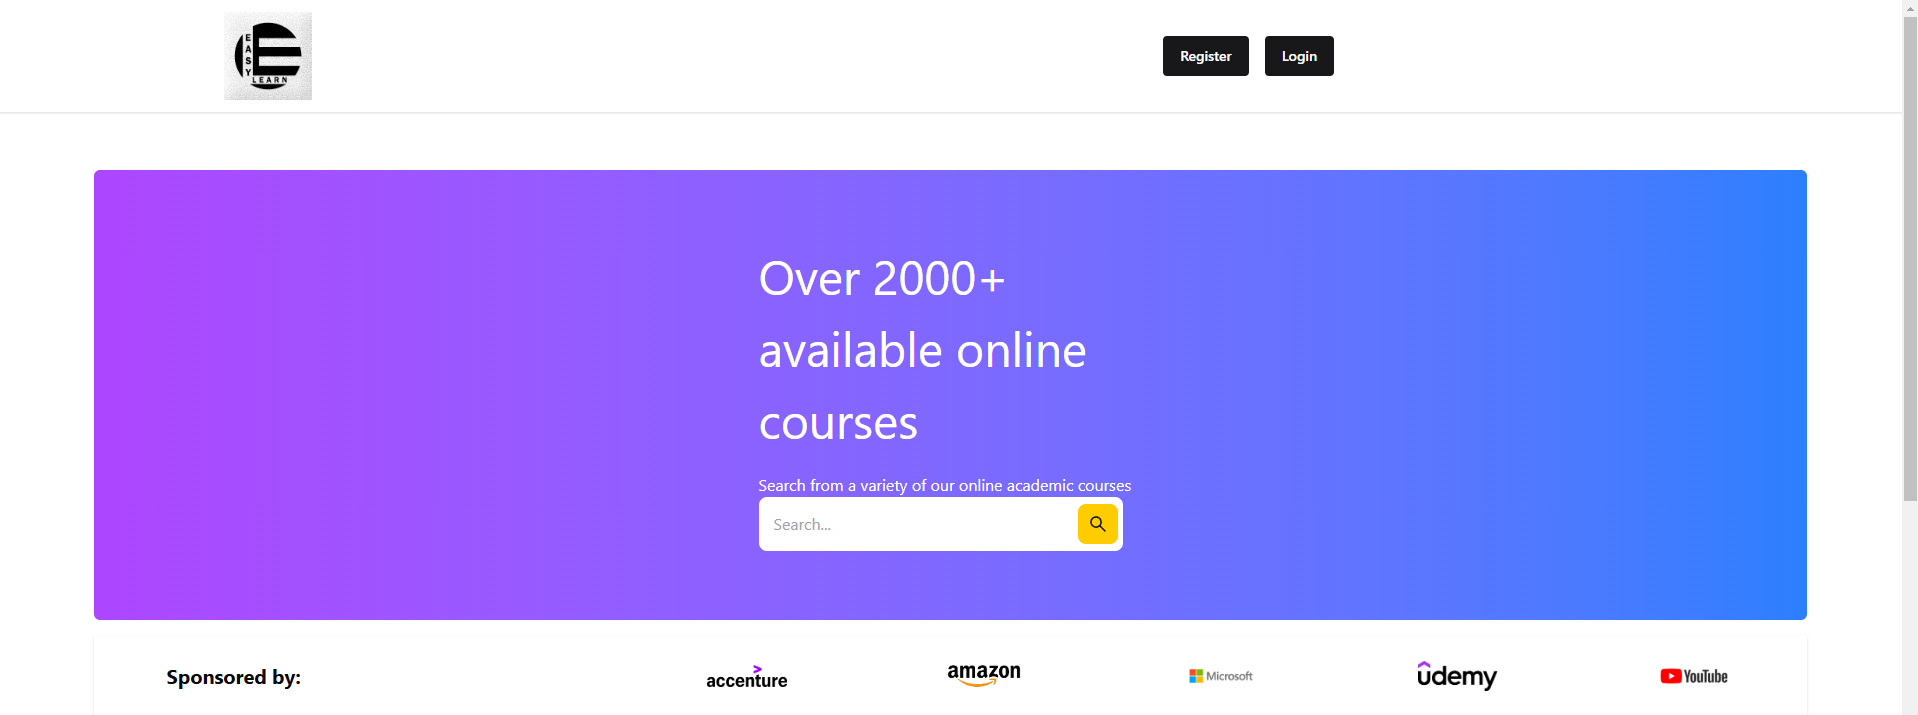 EASY
LEARN
Register
Login
Over 2000+
available online
courses
Search from a variety of our online academic courses
Search...
Sponsored by:
accenture
amazon
Microsoft
udemy
YouTube